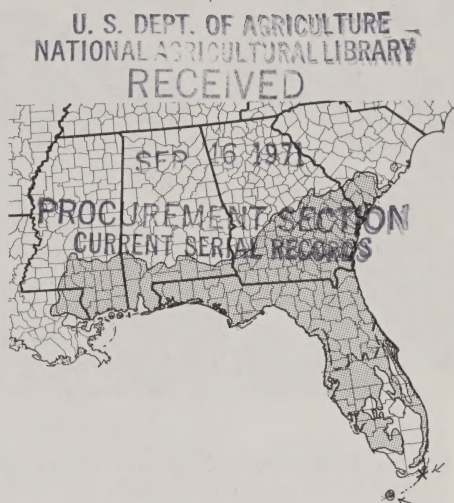 U. S. DEPT. OF AGRICULTURE
NATIONAL AGRICULTURAL LIBRARY
RECEIVED
SEP 16 1971
PROCUREMENT SECTION
CURRENT SERIAL RECORDS